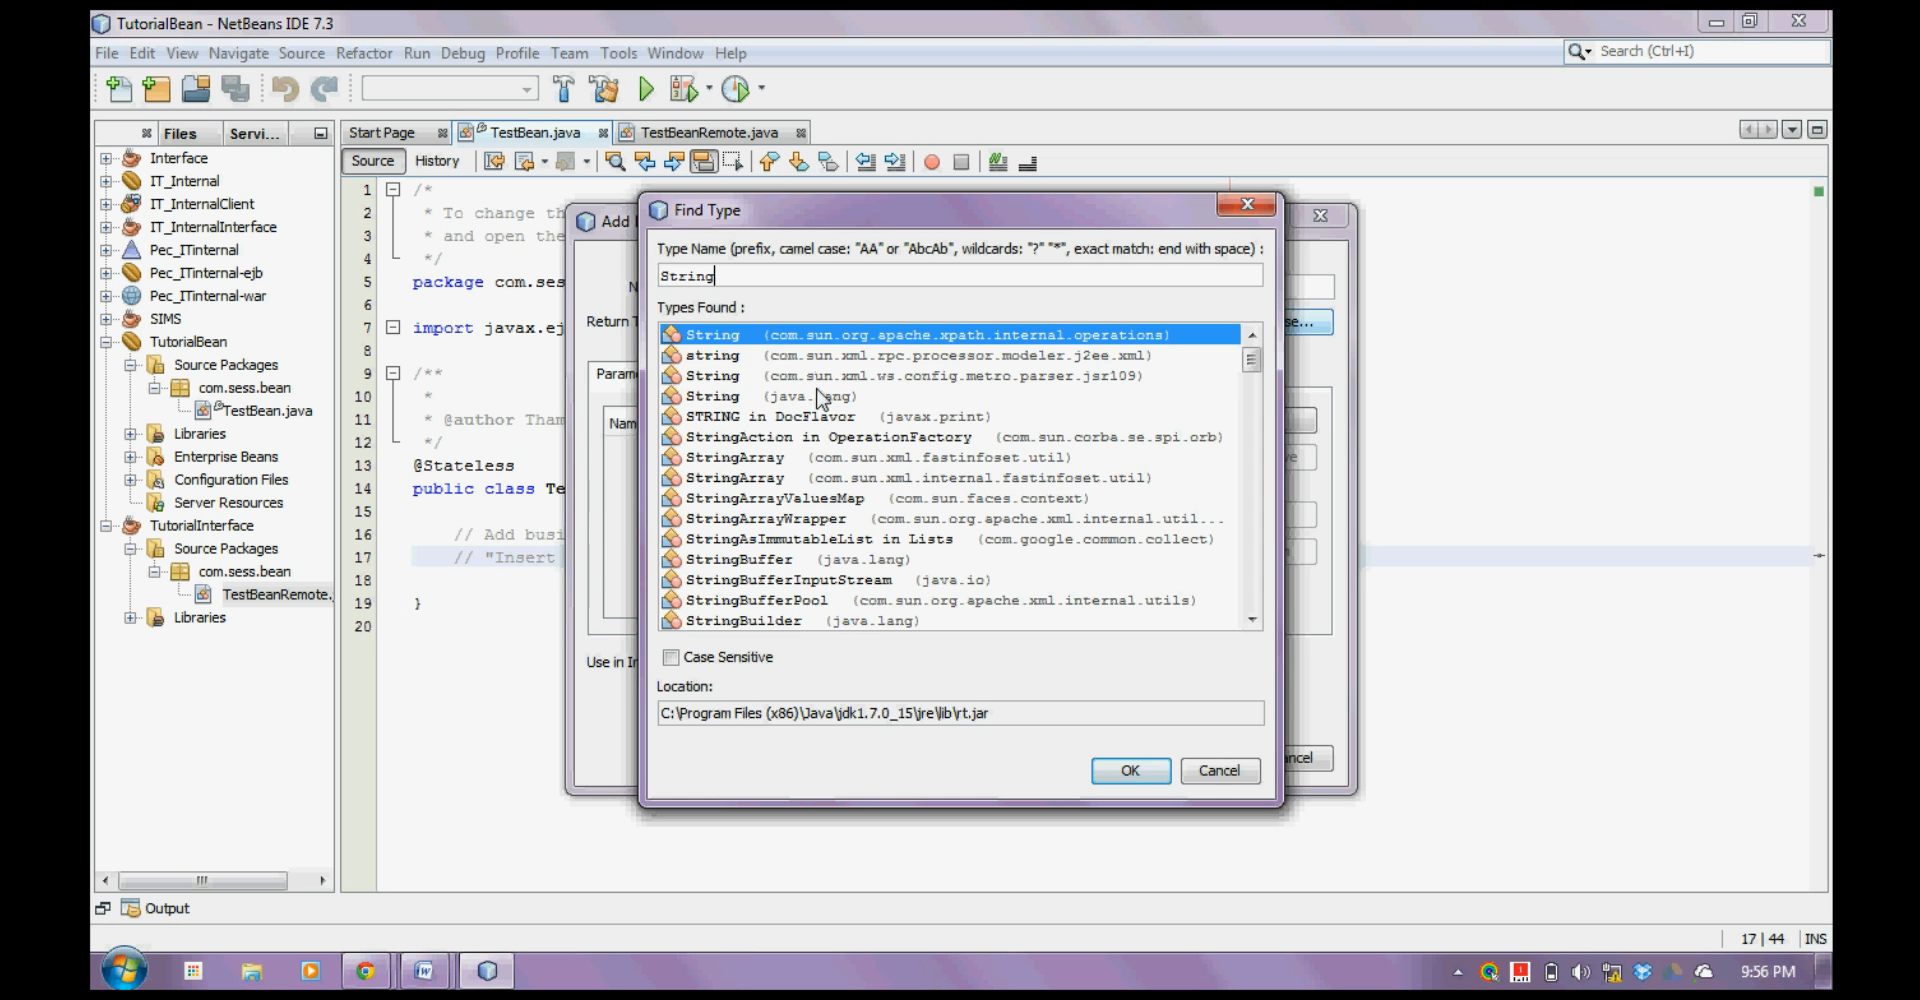 TutorialBean - NetBeans IDE 7.3
File Edit View Navigate Source Refactor Run Debug Profile Team Tools Window Help
Search (Ctrl+I)
Files Servi...
Start Page TestBean.java TestBeanRemote.java
Source History
Interface
IT_Internal
IT_InternalClient
IT_InternalInterface
Pec_ITinternal
Pec_ITinternal-ejb
Pec_ITinternal-war
SIMS
TutorialBean
Source Packages
com.sess.bean
TestBean.java
Libraries
Enterprise Beans
Configuration Files
Server Resources
TutorialInterface
Source Packages
com.sess.bean
TestBeanRemote.
Libraries
1 /*
2 * To change th
3 * and open the
4 */
5 package com.ses
6
7 import javax.ej
8
9 /**
10 *
11 * @author Tham
12 */
13 @Stateless
14 public class Te
15
16 // Add busi
17 // "Insert
18
19 }
20
Add
N
Return T
se...
Param
Nam
ve
Use in In
ncel
Find Type
Type Name (prefix, camel case: "AA" or "AbcAb", wildcards: "?" "*", exact match: end with space) :
String
Types Found :
String (com.sun.org.apache.xpath.internal.operations)
string (com.sun.xml.rpc.processor.modeler.j2ee.xml)
String (com.sun.xml.ws.config.metro.parser.jsr109)
String (java.lang)
STRING in DocFlavor (javax.print)
StringAction in OperationFactory (com.sun.corba.se.spi.orb)
StringArray (com.sun.xml.fastinfoset.util)
StringArray (com.sun.xml.internal.fastinfoset.util)
StringArrayValuesMap (com.sun.faces.context)
StringArrayWrapper (com.sun.org.apache.xml.internal.util...
StringAsImmutableList in Lists (com.google.common.collect)
StringBuffer (java.lang)
StringBufferInputStream (java.io)
StringBufferPool (com.sun.org.apache.xml.internal.utils)
StringBuilder (java.lang)
Case Sensitive
Location:
C:\Program Files (x86)\Java\jdk1.7.0_15\jre\lib\rt.jar
OK Cancel
Output
17 | 44 INS
9:56 PM